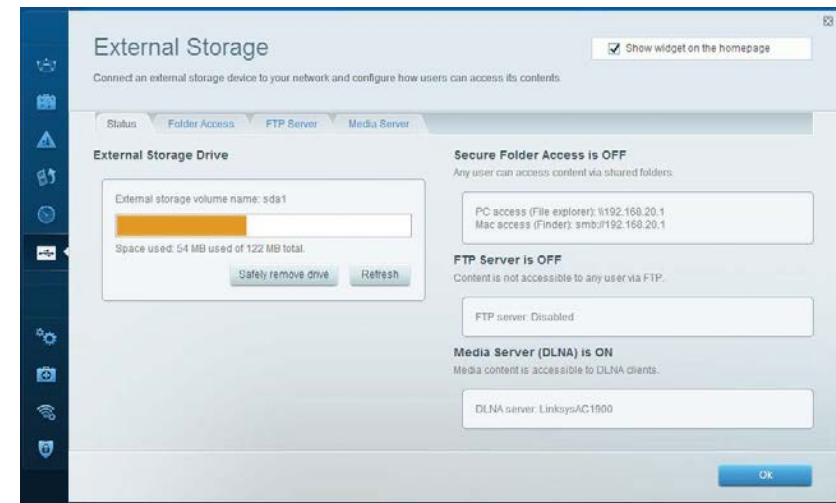 External Storage
Show widget on the homepage
Connect an external storage device to your network and configure how users can access its contents.
Status
Folder Access
FTP Server
Media Server
External Storage Drive
External storage volume name: sda1
Space used: 54 MB used of 122 MB total.
Safely remove drive
Refresh
Secure Folder Access is OFF
Any user can access content via shared folders.
PC access (File explorer): \\192.168.20.1
Mac access (Finder): smb://192.168.20.1
FTP Server is OFF
Content is not accessible to any user via FTP.
FTP server: Disabled
Media Server (DLNA) is ON
Media content is accessible to DLNA clients.
DLNA server: LinksysAC1900
Ok